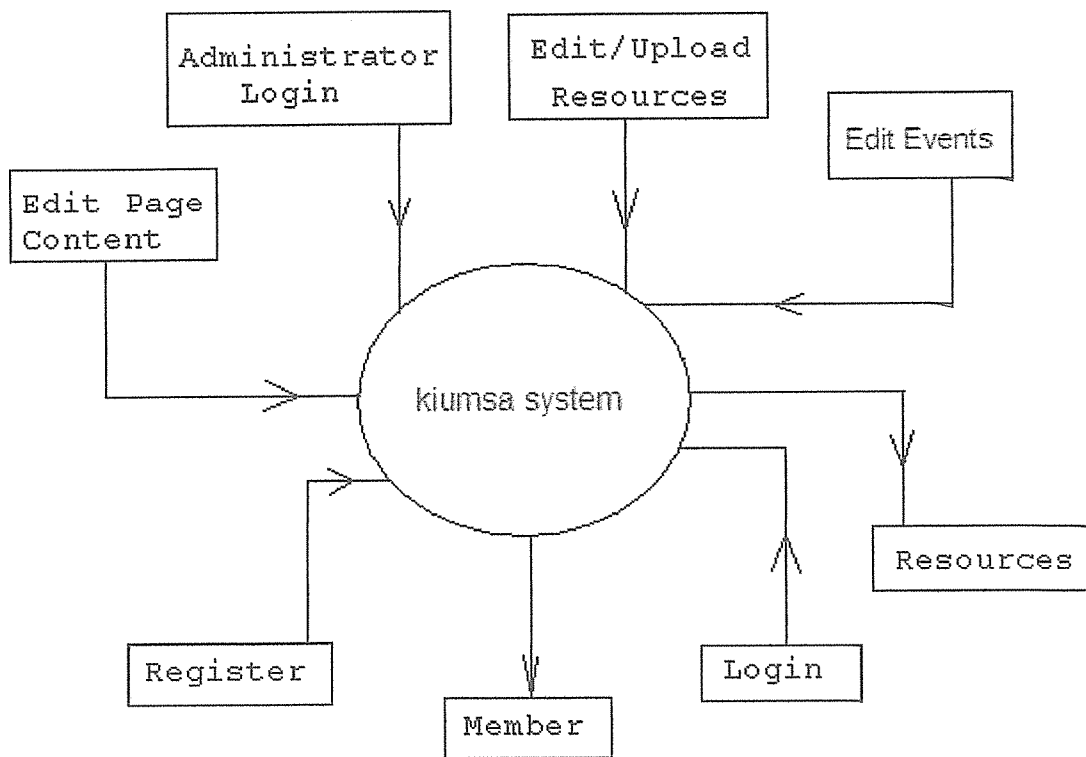 Administrator
Login
Edit/Upload
Resources
Edit Events
Edit Page
Content
kiumsa system
Resources
Register
Login
Member